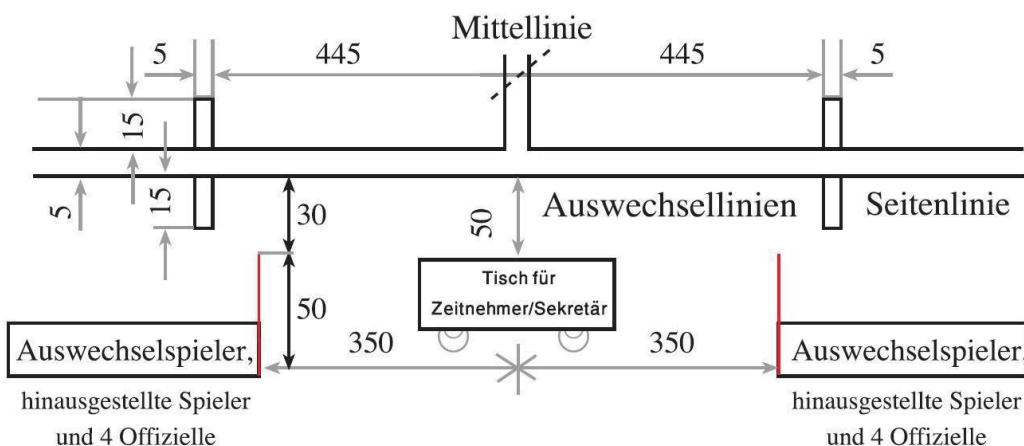 Mittellinie
5
445
445
5
15
15
5
30
50
Auswechsellinien
Seitenlinie
Tisch für
Zeitnehmer/Sekretär
50
350
350
Auswechselspieler,
hinausgestellte Spieler
und 4 Offizielle
Auswechselspieler,
hinausgestellte Spieler
und 4 Offizielle